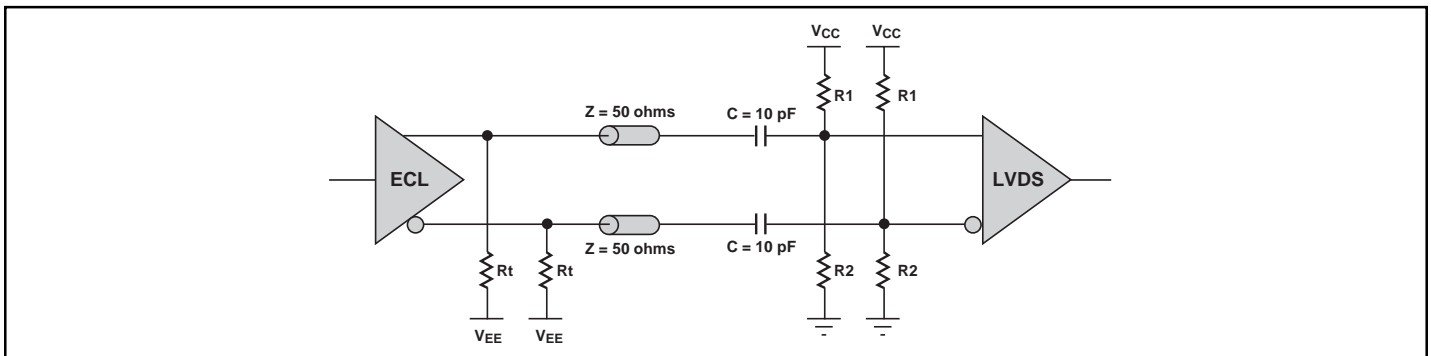 VCC VCC
R1 R1
Z = 50 ohms C = 10 pF
ECL LVDS
Z = 50 ohms C = 10 pF
Rt Rt R2 R2
VEE VEE